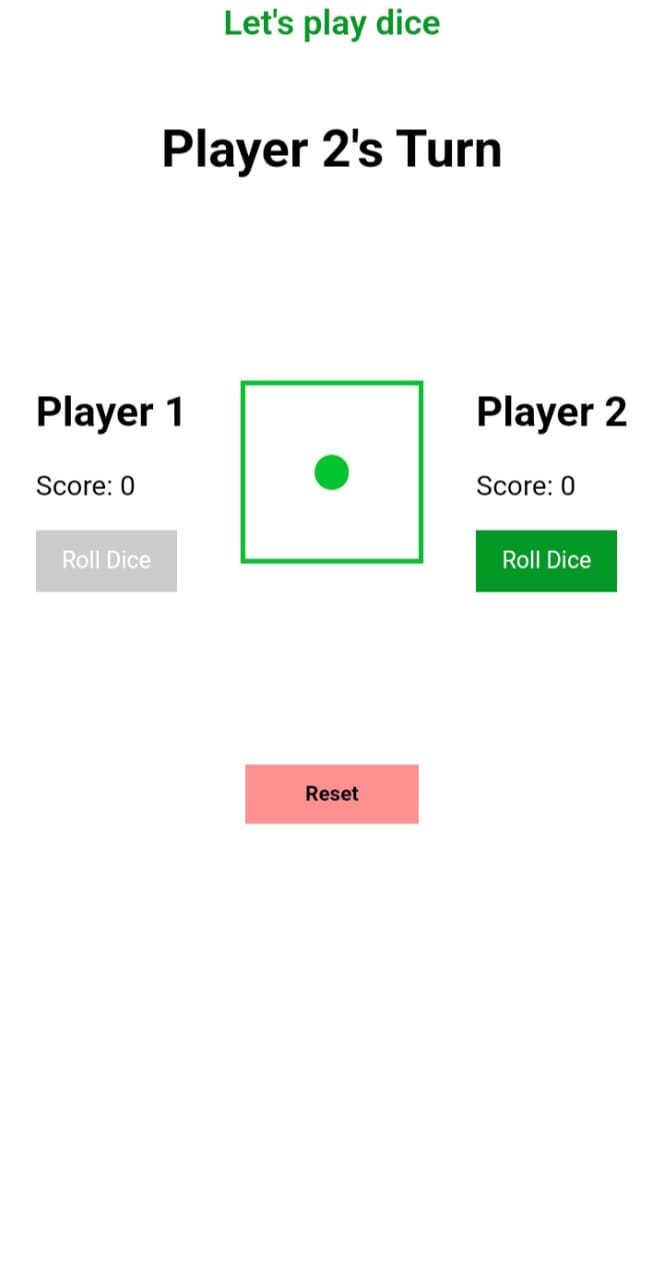 Let's play dice
Player 2's Turn
Player 1
Score: 0
Roll Dice
Player 2
Score: 0
Roll Dice
Reset